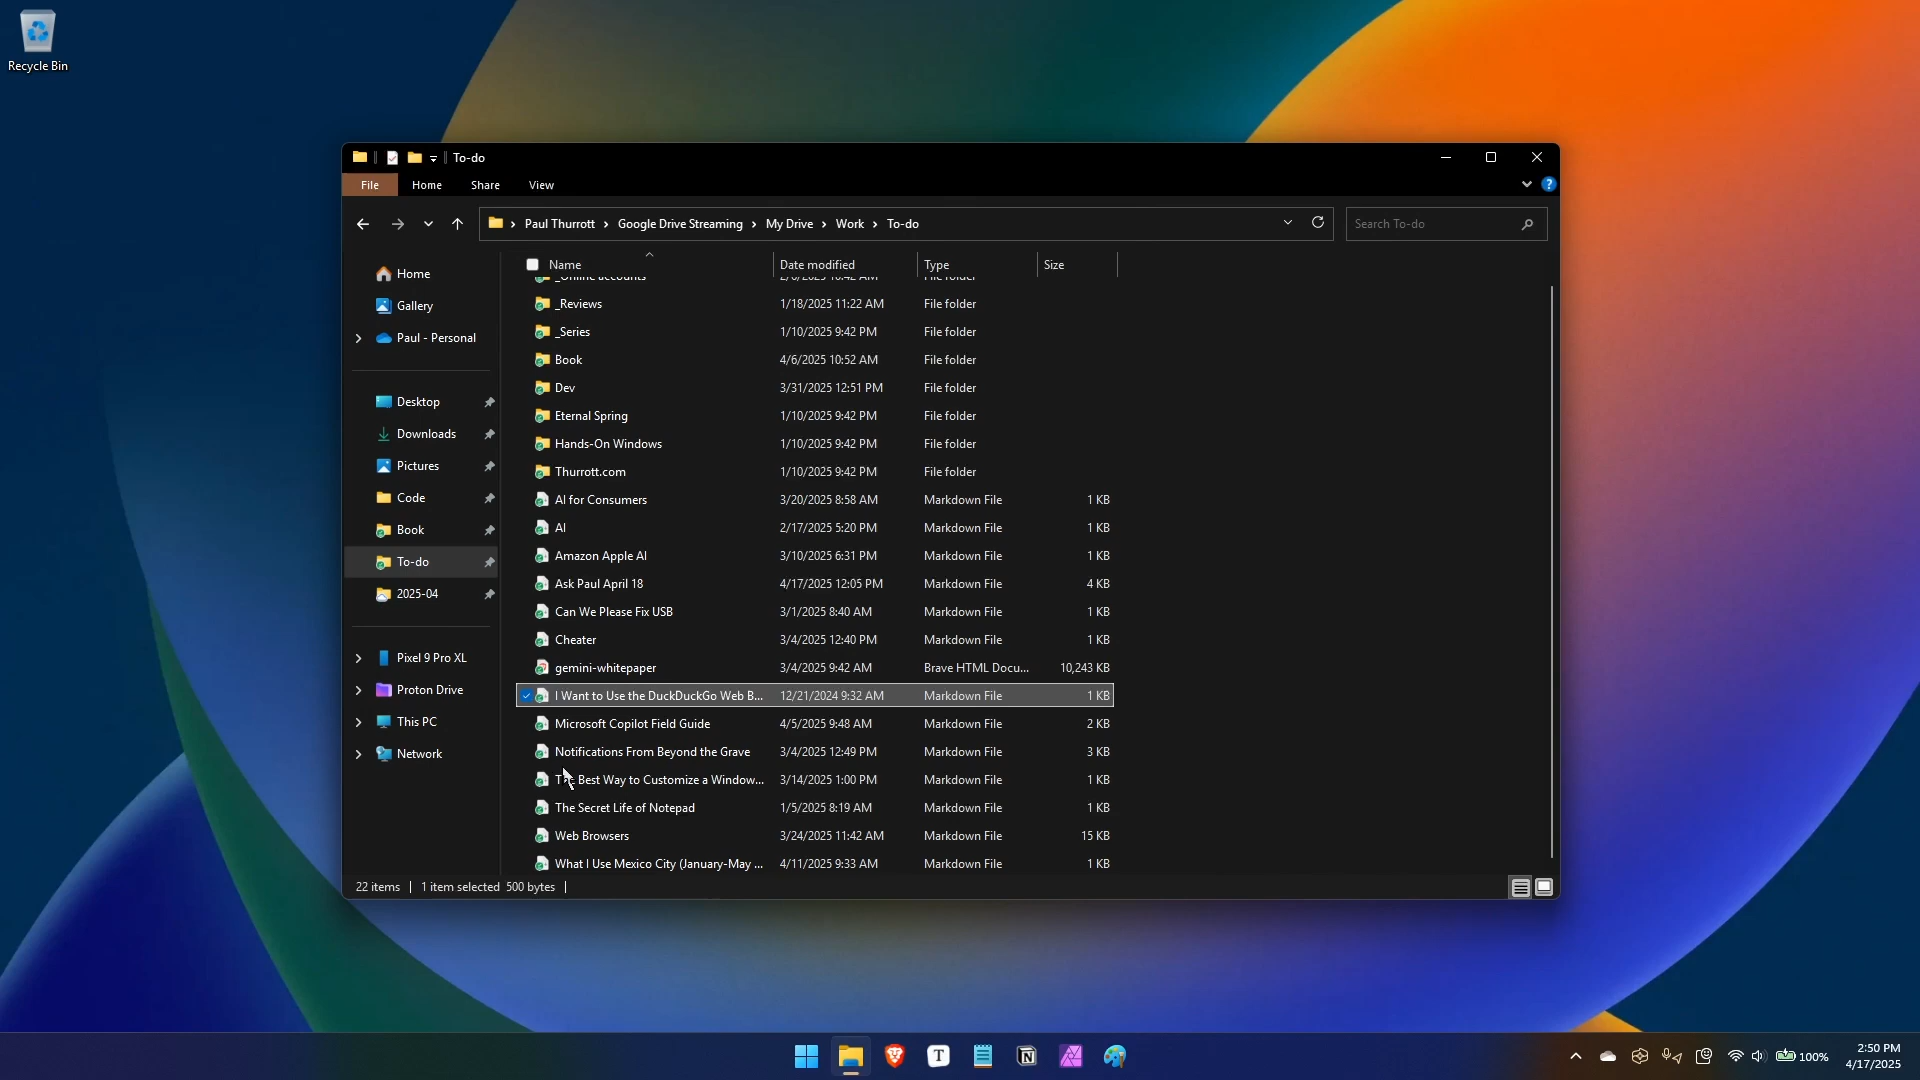 Recycle Bin
To-do
File Home Share View
Paul Thurrott › Google Drive Streaming › My Drive › Work › To-do
Search To-do
Home
Gallery
Paul - Personal
Desktop
Downloads
Pictures
Code
Book
To-do
2025-04
Pixel 9 Pro XL
Proton Drive
This PC
Network
Name Date modified Type Size
_Online accounts 2/6/2025 10:42 AM File folder
_Reviews 1/18/2025 11:22 AM File folder
_Series 1/10/2025 9:42 PM File folder
Book 4/6/2025 10:52 AM File folder
Dev 3/31/2025 12:51 PM File folder
Eternal Spring 1/10/2025 9:42 PM File folder
Hands-On Windows 1/10/2025 9:42 PM File folder
Thurrott.com 1/10/2025 9:42 PM File folder
AI for Consumers 3/20/2025 8:58 AM Markdown File 1 KB
AI 2/17/2025 5:20 PM Markdown File 1 KB
Amazon Apple AI 3/10/2025 6:31 PM Markdown File 1 KB
Ask Paul April 18 4/17/2025 12:05 PM Markdown File 4 KB
Can We Please Fix USB 3/1/2025 8:40 AM Markdown File 1 KB
Cheater 3/4/2025 12:40 PM Markdown File 1 KB
gemini-whitepaper 3/4/2025 9:42 AM Brave HTML Docu... 10,243 KB
I Want to Use the DuckDuckGo Web B... 12/21/2024 9:32 AM Markdown File 1 KB
Microsoft Copilot Field Guide 4/5/2025 9:48 AM Markdown File 2 KB
Notifications From Beyond the Grave 3/4/2025 12:49 PM Markdown File 3 KB
The Best Way to Customize a Window... 3/14/2025 1:00 PM Markdown File 1 KB
The Secret Life of Notepad 1/5/2025 8:19 AM Markdown File 1 KB
Web Browsers 3/24/2025 11:42 AM Markdown File 15 KB
What I Use Mexico City (January-May ... 4/11/2025 9:33 AM Markdown File 1 KB
22 items 1 item selected 500 bytes
100%
2:50 PM
4/17/2025